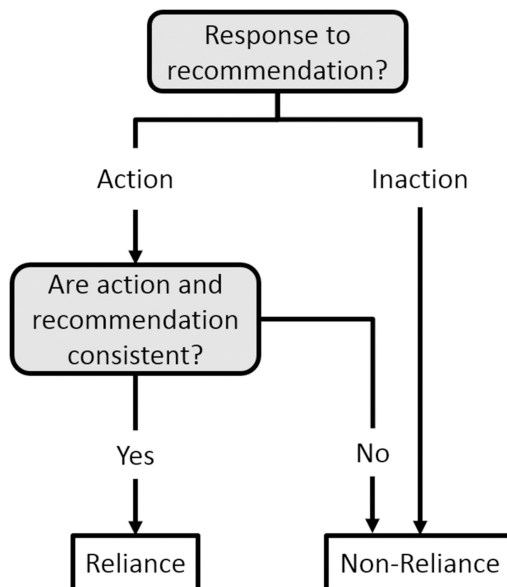 Response to
recommendation?
Action
Inaction
Are action and
recommendation
consistent?
Yes
No
Reliance
Non-Reliance